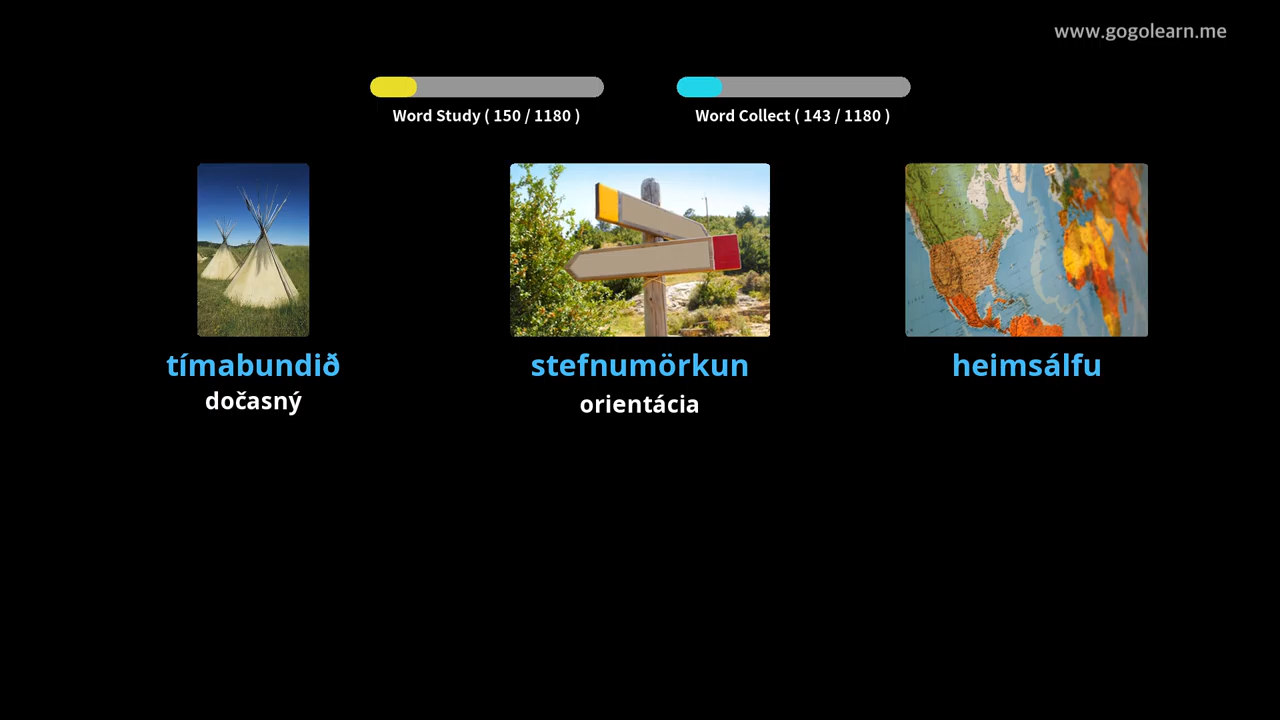 www.gogolearn.me
Word Study ( 150 / 1180 )
Word Collect ( 143 / 1180 )
tímabundið
dočasný
stefnumörkun
orientácia
heimsálfu